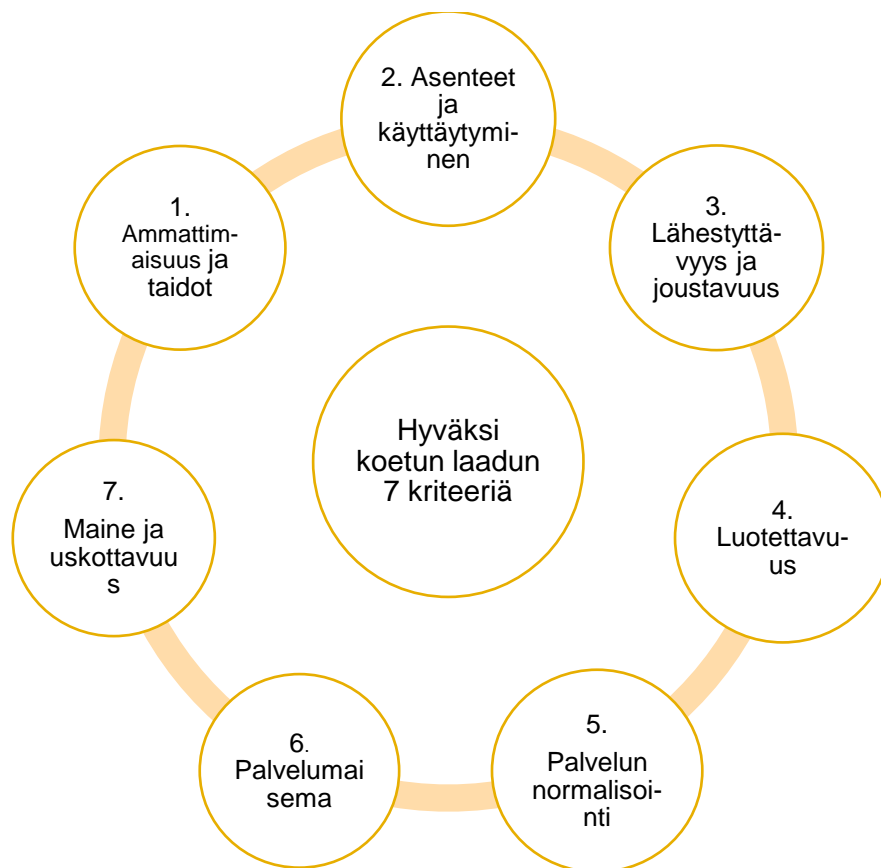 2. Asenteet
ja
käyttäytymi-
nen
1.
Ammattim-
aisuus ja
taidot
3.
Lähestyttä-
vyys ja
joustavuus
Hyväksi
koetun laadun
7 kriteeriä
7.
Maine ja
uskottavuu
s
4.
Luotettavu-
us
6.
Palvelumai
sema
5.
Palvelun
normalisoi-
nti